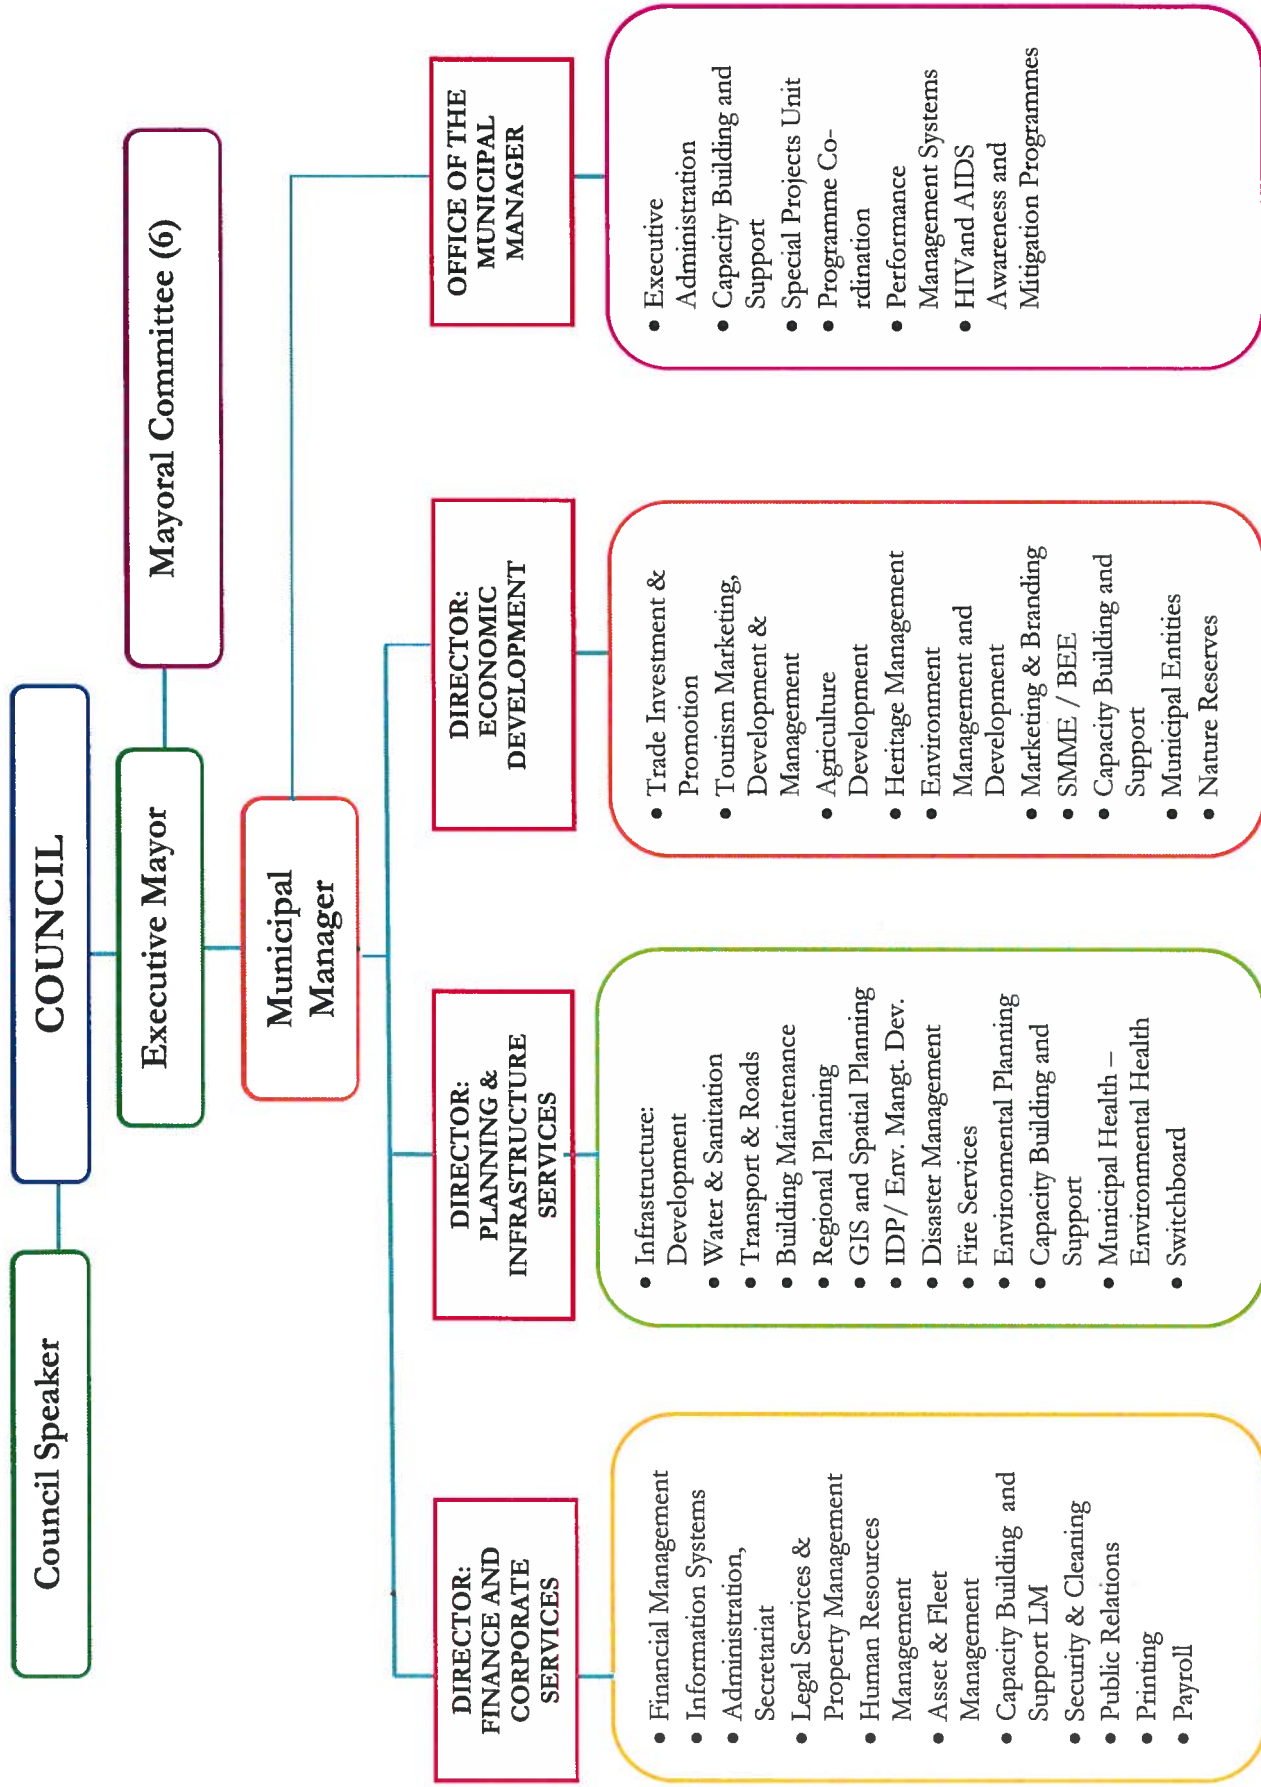 COUNCIL
Council Speaker
Executive Mayor
Mayoral Committee (6)
Municipal
Manager
DIRECTOR:
FINANCE AND
CORPORATE
SERVICES
DIRECTOR:
PLANNING &
INFRASTRUCTURE
SERVICES
DIRECTOR:
ECONOMIC
DEVELOPMENT
OFFICE OF THE
MUNICIPAL
MANAGER
• Financial Management
• Information Systems
• Administration,
Secretariat
• Legal Services &
Property Management
• Human Resources
Management
• Asset & Fleet
Management
• Capacity Building and
Support LM
• Security & Cleaning
• Public Relations
• Printing
• Payroll
• Infrastructure:
Development
• Water & Sanitation
• Transport & Roads
• Building Maintenance
• Regional Planning
• GIS and Spatial Planning
• IDP/ Env. Mangt. Dev.
• Disaster Management
• Fire Services
• Environmental Planning
• Capacity Building and
Support
• Municipal Health –
Environmental Health
• Switchboard
• Trade Investment &
Promotion
• Tourism Marketing,
Development &
Management
• Agriculture
Development
• Heritage Management
• Environment
Management and
Development
• Marketing & Branding
• SMME / BEE
• Capacity Building and
Support
• Municipal Entities
• Nature Reserves
• Executive
Administration
• Capacity Building and
Support
• Special Projects Unit
• Programme Co-
rdination
• Performance
Management Systems
• HIVand AIDS
Awareness and
Mitigation Programmes